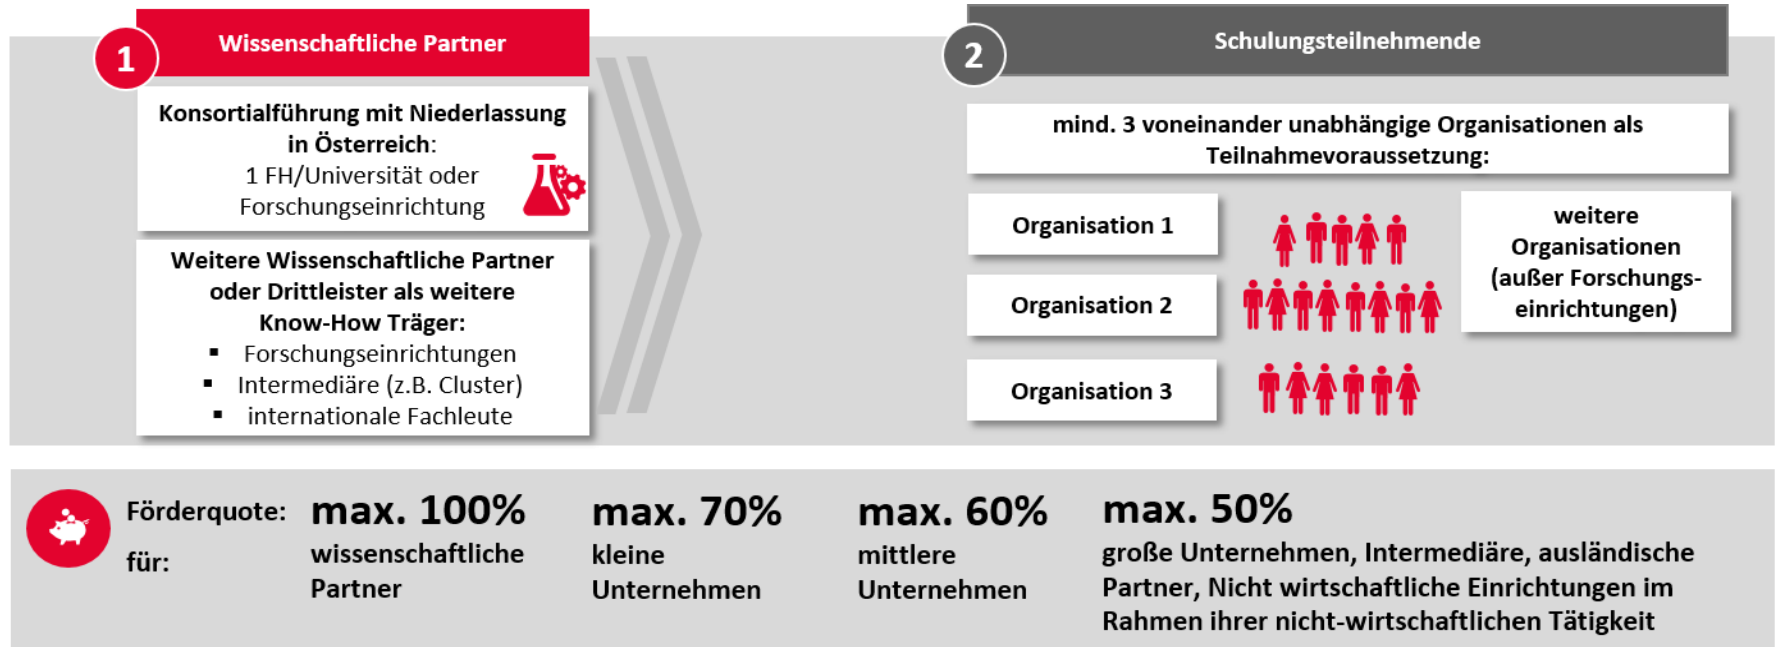 1
Wissenschaftliche Partner
Konsortialführung mit Niederlassung
in Österreich:
1 FH/Universität oder
Forschungseinrichtung
Weitere Wissenschaftliche Partner
oder Drittleister als weitere
Know-How Träger:
▪ Forschungseinrichtungen
▪ Intermediäre (z.B. Cluster)
▪ internationale Fachleute
2
Schulungsteilnehmende
mind. 3 voneinander unabhängige Organisationen als
Teilnahmevoraussetzung:
Organisation 1
Organisation 2
Organisation 3
weitere
Organisationen
(außer Forschungs-
einrichtungen)
Förderquote:
für:
max. 100%
wissenschaftliche
Partner
max. 70%
kleine
Unternehmen
max. 60%
mittlere
Unternehmen
max. 50%
große Unternehmen, Intermediäre, ausländische
Partner, Nicht wirtschaftliche Einrichtungen im
Rahmen ihrer nicht-wirtschaftlichen Tätigkeit